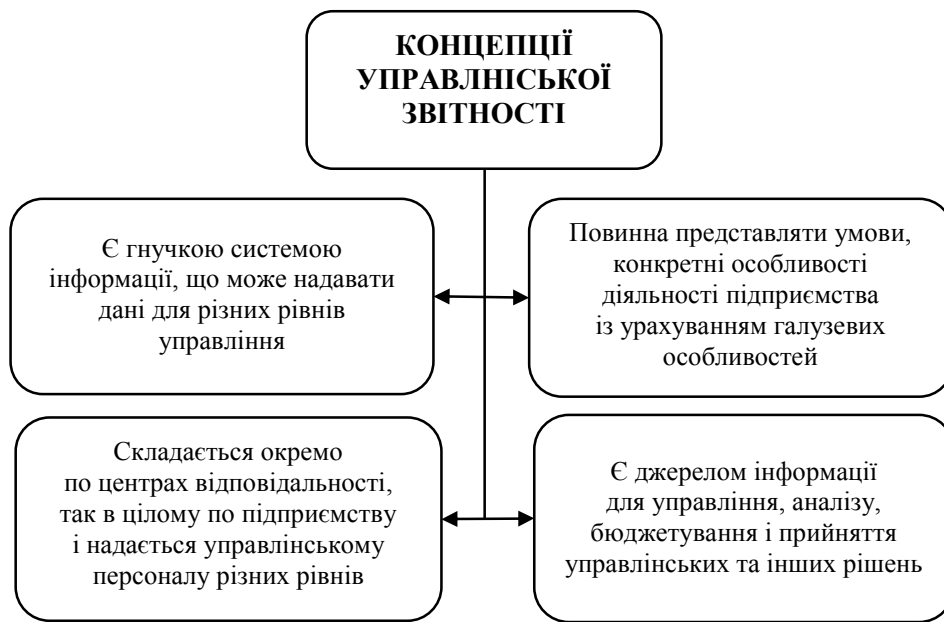 КОНЦЕПЦІЇ
УПРАВЛНІСЬКОЇ
ЗВІТНОСТІ
Є гнучкою системою
інформації, що може надавати
дані для різних рівнів
управління
Повинна представляти умови,
конкретні особливості
діяльності підприємства
із урахуванням галузевих
особливостей
Складається окремо
по центрах відповідальності,
так в цілому по підприємству
і надається управлінському
персоналу різних рівнів
Є джерелом інформації
для управління, аналізу,
бюджетування і прийняття
управлінських та інших рішень